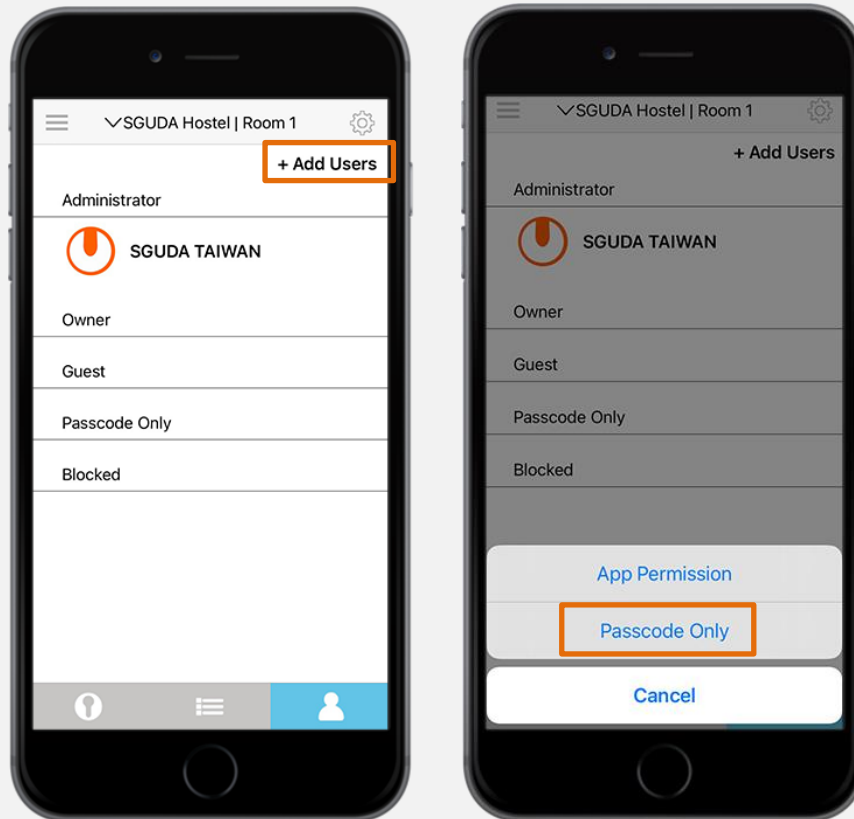 SGUDA Hostel | Room 1
+ Add Users
Administrator
SGUDA TAIWAN
Owner
Guest
Passcode Only
Blocked
SGUDA Hostel | Room 1
+ Add Users
Administrator
SGUDA TAIWAN
Owner
Guest
Passcode Only
Blocked
App Permission
Passcode Only
Cancel